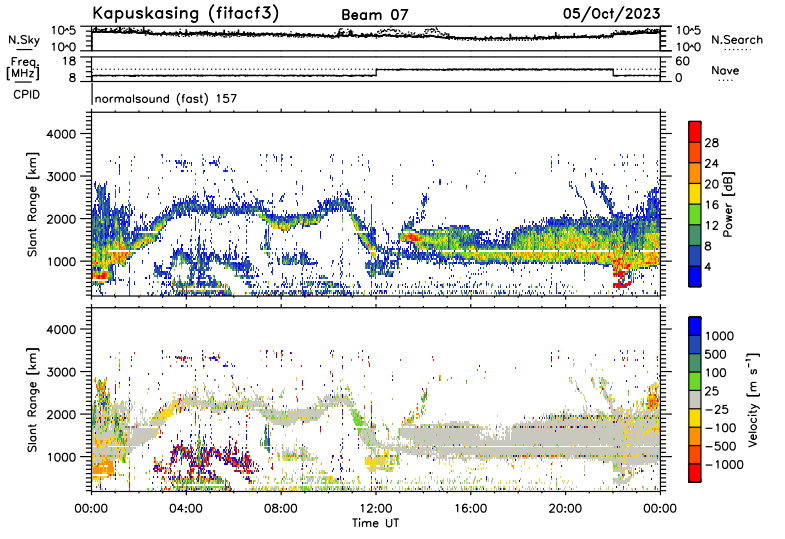 Kapuskasing (fitacf3) Beam 07 05/Oct/2023
N.Sky 10^5 10^0 10^5 10^0 N.Search
Freq. [MHz] 18 8 60 0 Nave
CPID normalsound (fast) 157
Slant Range [km]
4000
3000
2000
1000
28
24
20
16
12
8
4
Power [dB]
Slant Range [km]
4000
3000
2000
1000
1000
500
100
25
-25
-100
-500
-1000
Velocity [m s^-1]
00:00 04:00 08:00 12:00 16:00 20:00 00:00
Time UT